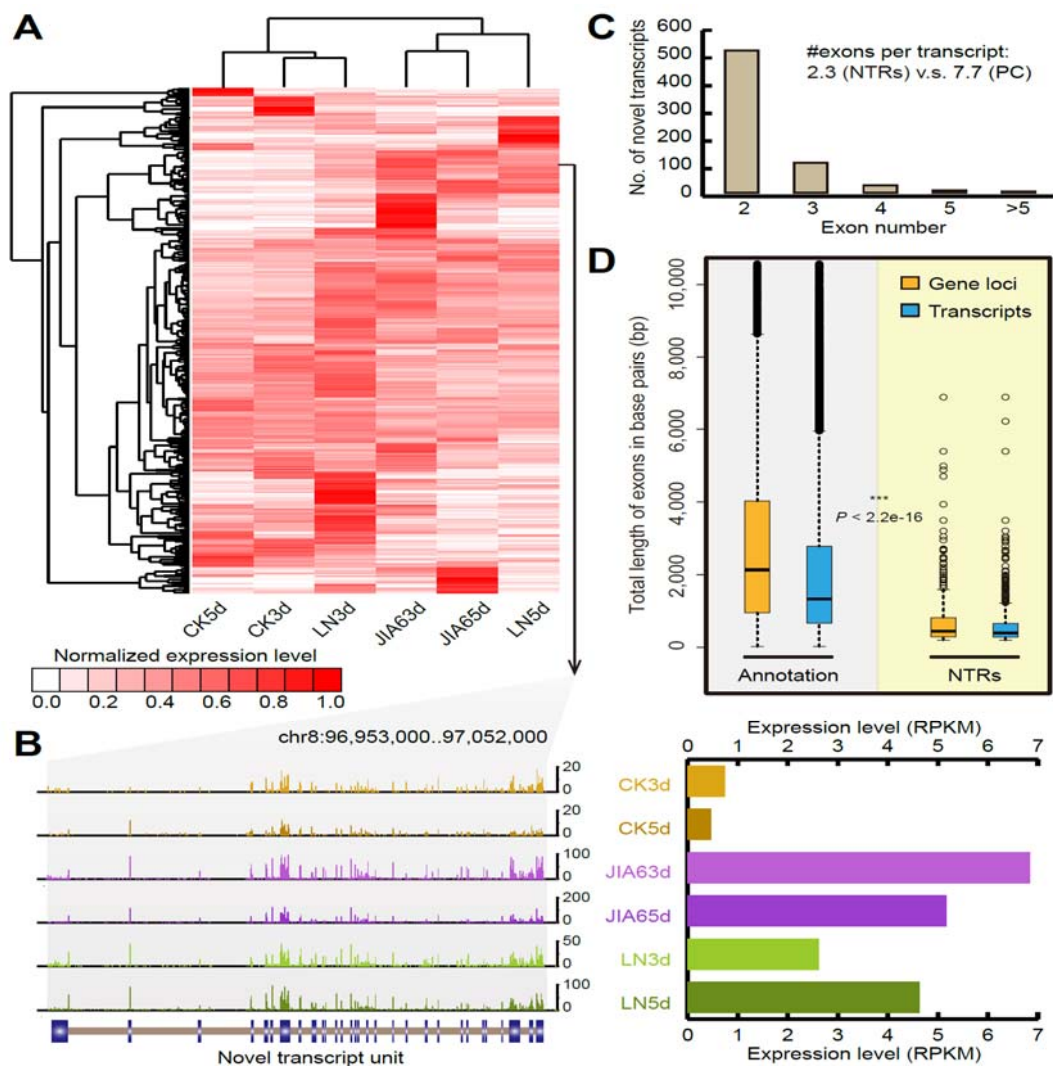 A
CK5d
CK3d
LN3d
JIA63d
JIA65d
LN5d
Normalized expression level
0.0 0.2 0.4 0.6 0.8 1.0
C
No. of novel transcripts
600
500
400
300
200
100
0
#exons per transcript:
2.3 (NTRs) v.s. 7.7 (PC)
2 3 4 5 >5
Exon number
D
Total length of exons in base pairs (bp)
10,000
8,000
6,000
4,000
2,000
0
Gene loci
Transcripts
***
P < 2.2e-16
Annotation
NTRs
B
chr8:96,953,000..97,052,000
20
0
20
0
100
0
200
0
50
0
100
0
Novel transcript unit
Expression level (RPKM)
0 1 2 3 4 5 6 7
CK3d
CK5d
JIA63d
JIA65d
LN3d
LN5d
0 1 2 3 4 5 6 7
Expression level (RPKM)